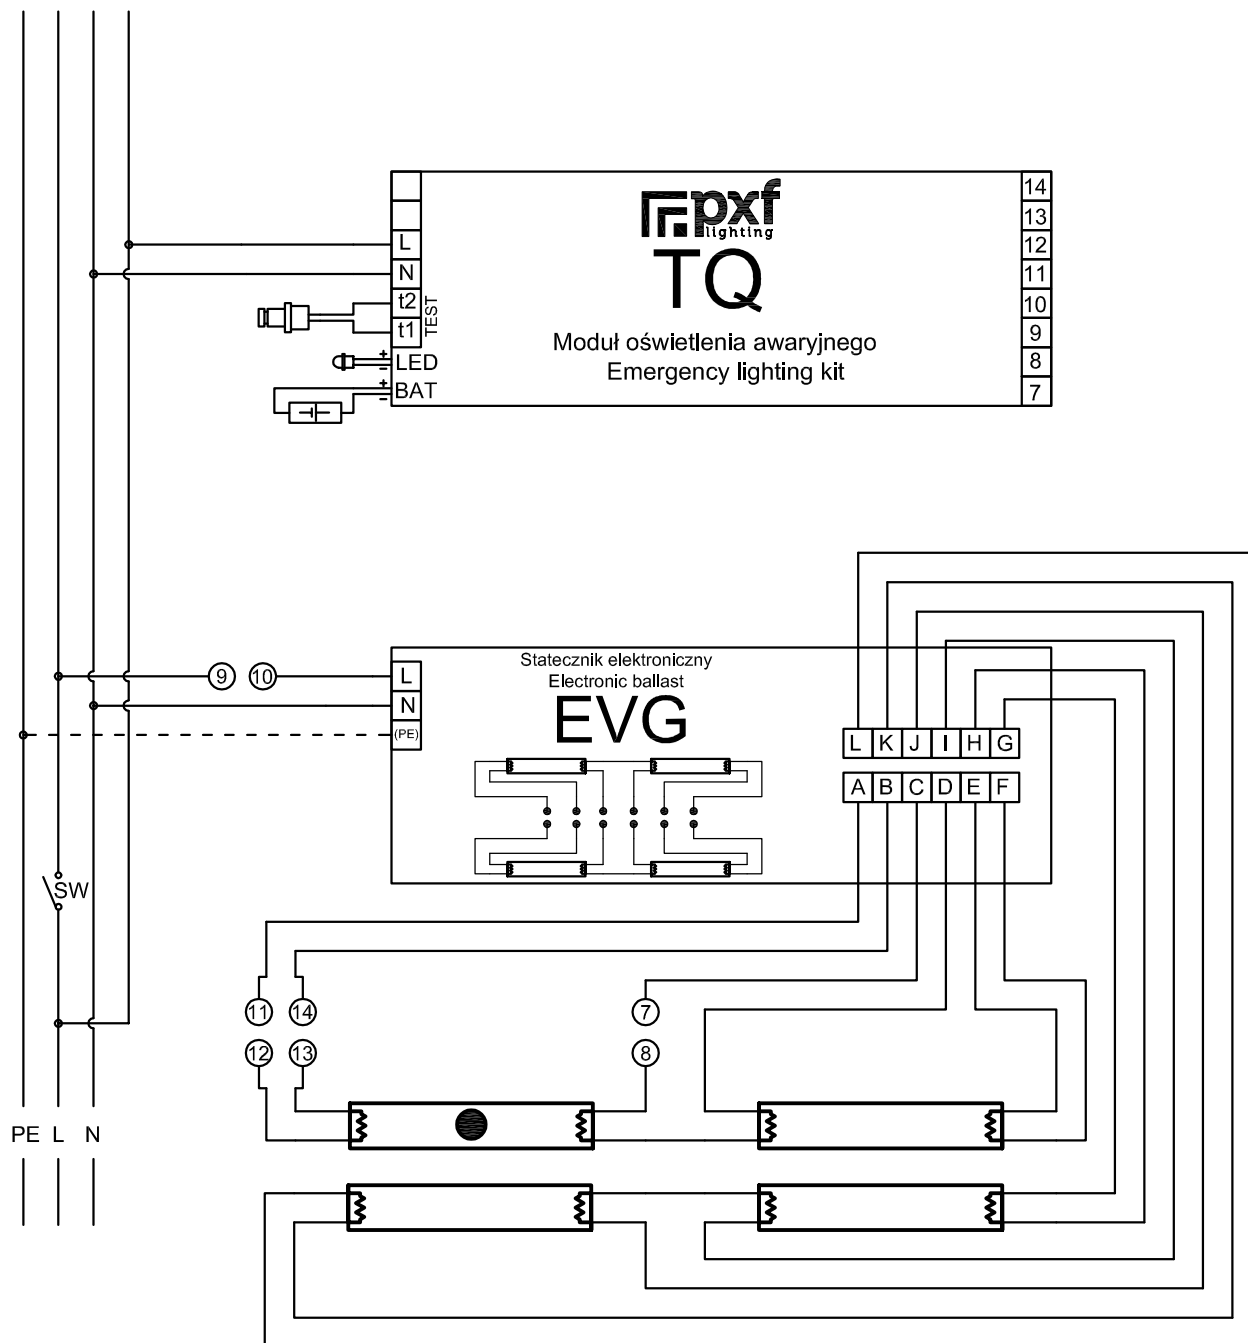 pxf
lighting
TQ
Moduł oświetlenia awaryjnego
Emergency lighting kit
L
N
t2
t1
TEST
+
-
LED
+
-
BAT
14
13
12
11
10
9
8
7
Statecznik elektroniczny
Electronic ballast
EVG
9 10
L
N
(PE)
L K J I H G
A B C D E F
SW
11 14 7
12 13 8
PE L N